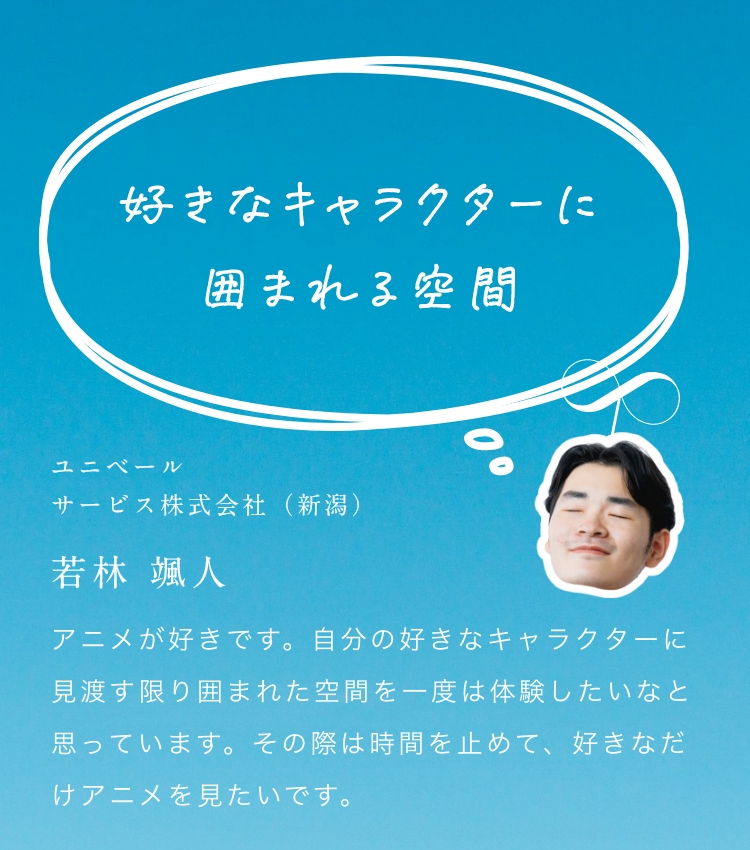 好きなキャラクターに
囲まれる空間
ユニベール
サービス株式会社（新潟）
若林 颯人
アニメが好きです。自分の好きなキャラクターに
見渡す限り囲まれた空間を一度は体験したいなと
思っています。その際は時間を止めて、好きなだ
けアニメを見たいです。